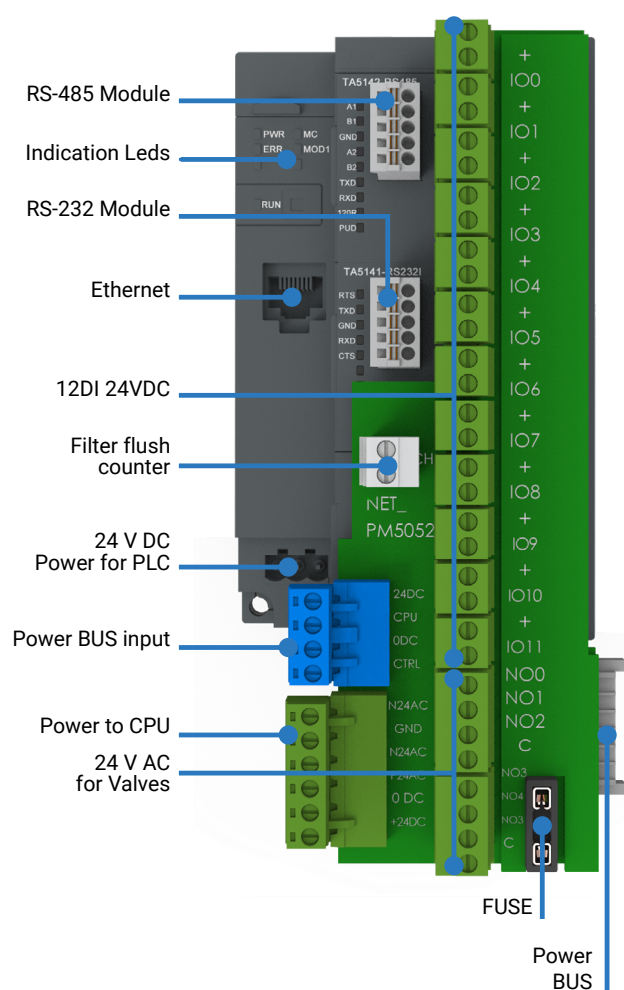 RS-485 Module
Indication Leds
RS-232 Module
Ethernet
12DI 24VDC
Filter flush
counter
24 V DC
Power for PLC
Power BUS input
Power to CPU
24 V AC
for Valves
TA5142-RS485
A1
B1
GND
A2
B2
TXD
RXD
120R
PUD
PWR MC
ERR MOD1
RUN
TA5141-RS232I
RTS
TXD
GND
RXD
CTS
CH
NET_
PM5052
24DC
CPU
0DC
CTRL
N24AC
GND
N24AC
+24AC
0 DC
+24DC
+
IO0
+
IO1
+
IO2
+
IO3
+
IO4
+
IO5
+
IO6
+
IO7
+
IO8
+
IO9
+
IO10
+
IO11
NO0
NO1
NO2
C
NO3
NO4
NO3
C
FUSE
Power
BUS